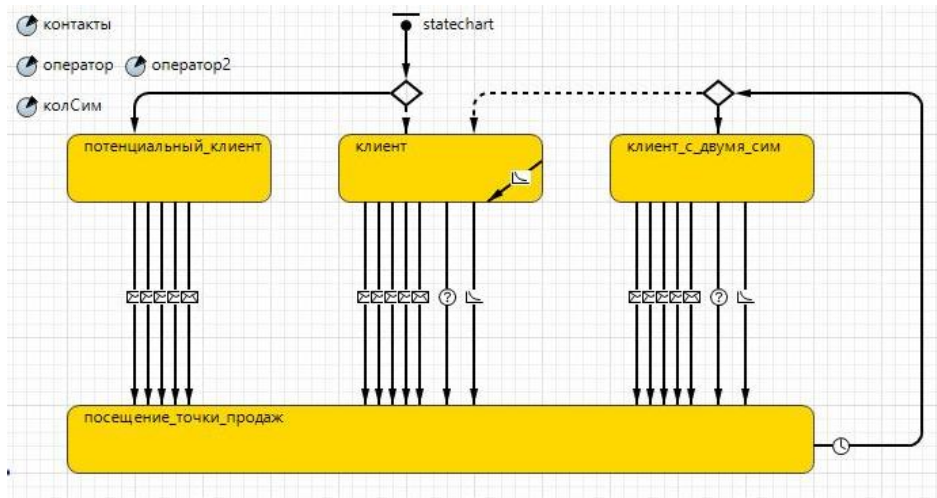 контакты
statechart
оператор
оператор2
колСим
потенциальный_клиент
клиент
клиент_с_двумя_сим
? ?
посещение_точки_продаж